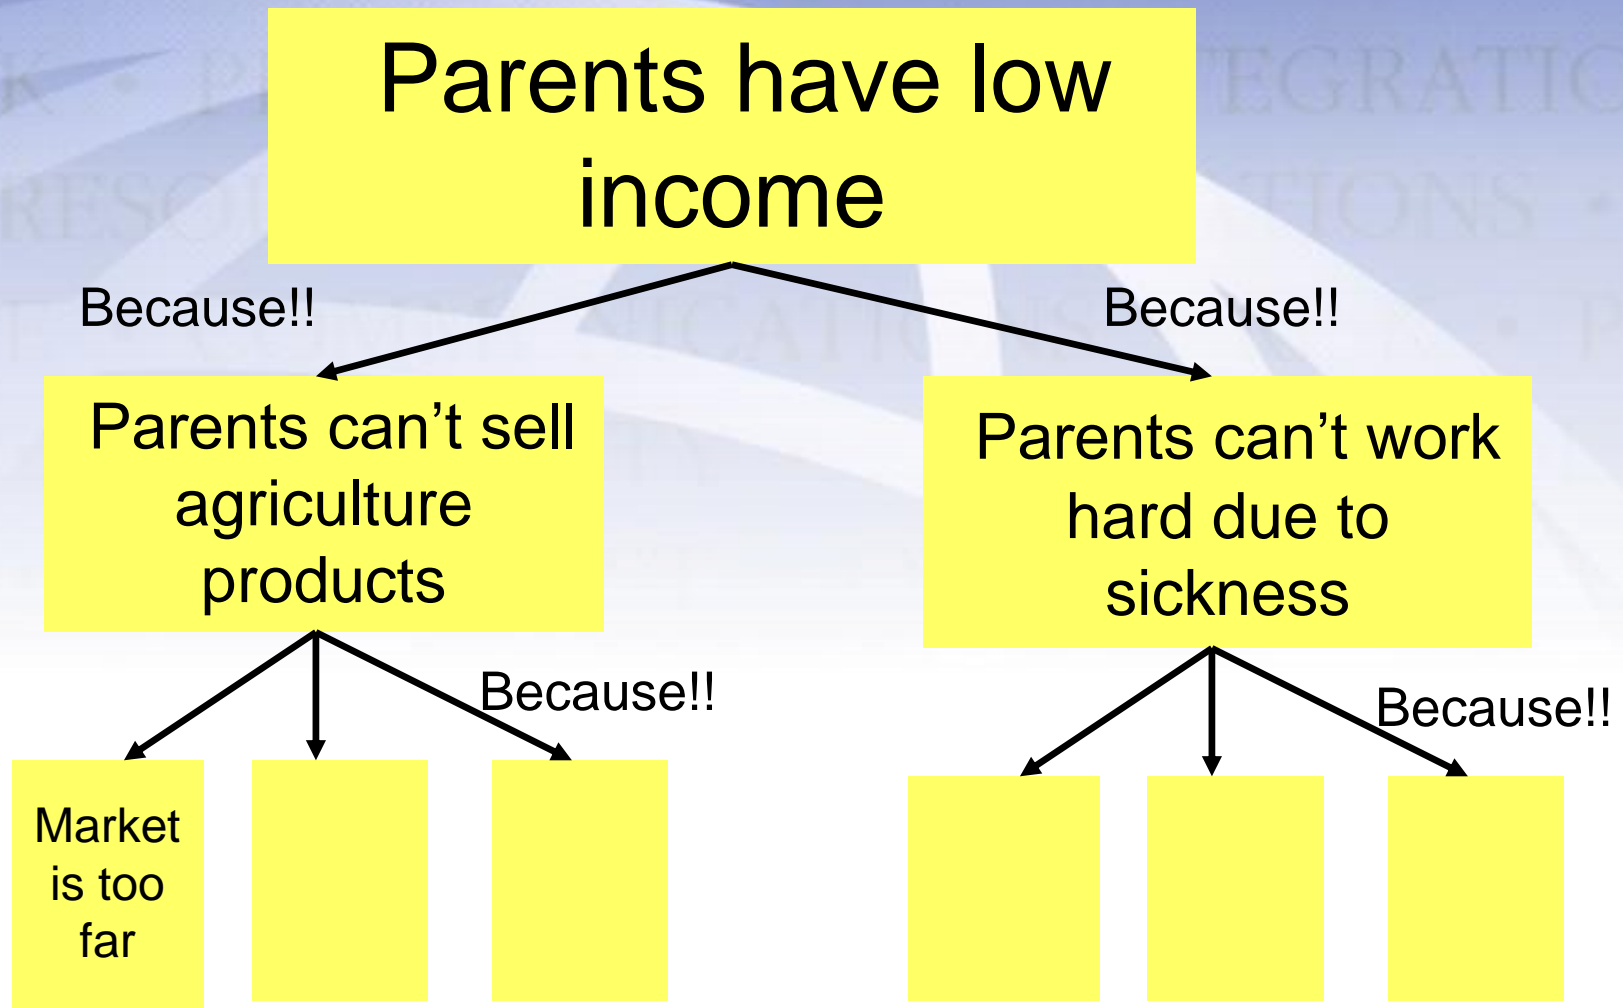 Parents have low
income
Because!!
Because!!
Parents can’t sell
agriculture
products
Parents can’t work
hard due to
sickness
Because!!
Because!!
Market
is too
far